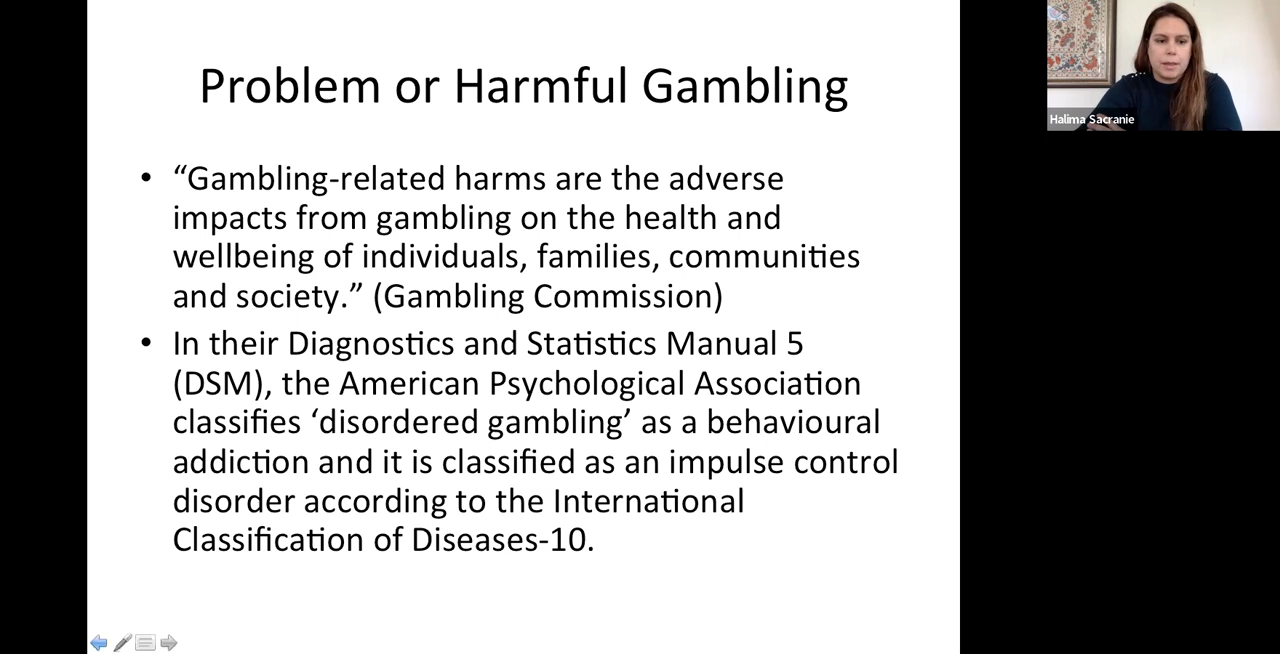 Problem or Harmful Gambling
• “Gambling-related harms are the adverse
impacts from gambling on the health and
wellbeing of individuals, families, communities
and society.” (Gambling Commission)
• In their Diagnostics and Statistics Manual 5
(DSM), the American Psychological Association
classifies ‘disordered gambling’ as a behavioural
addiction and it is classified as an impulse control
disorder according to the International
Classification of Diseases-10.
Halima Sacranie